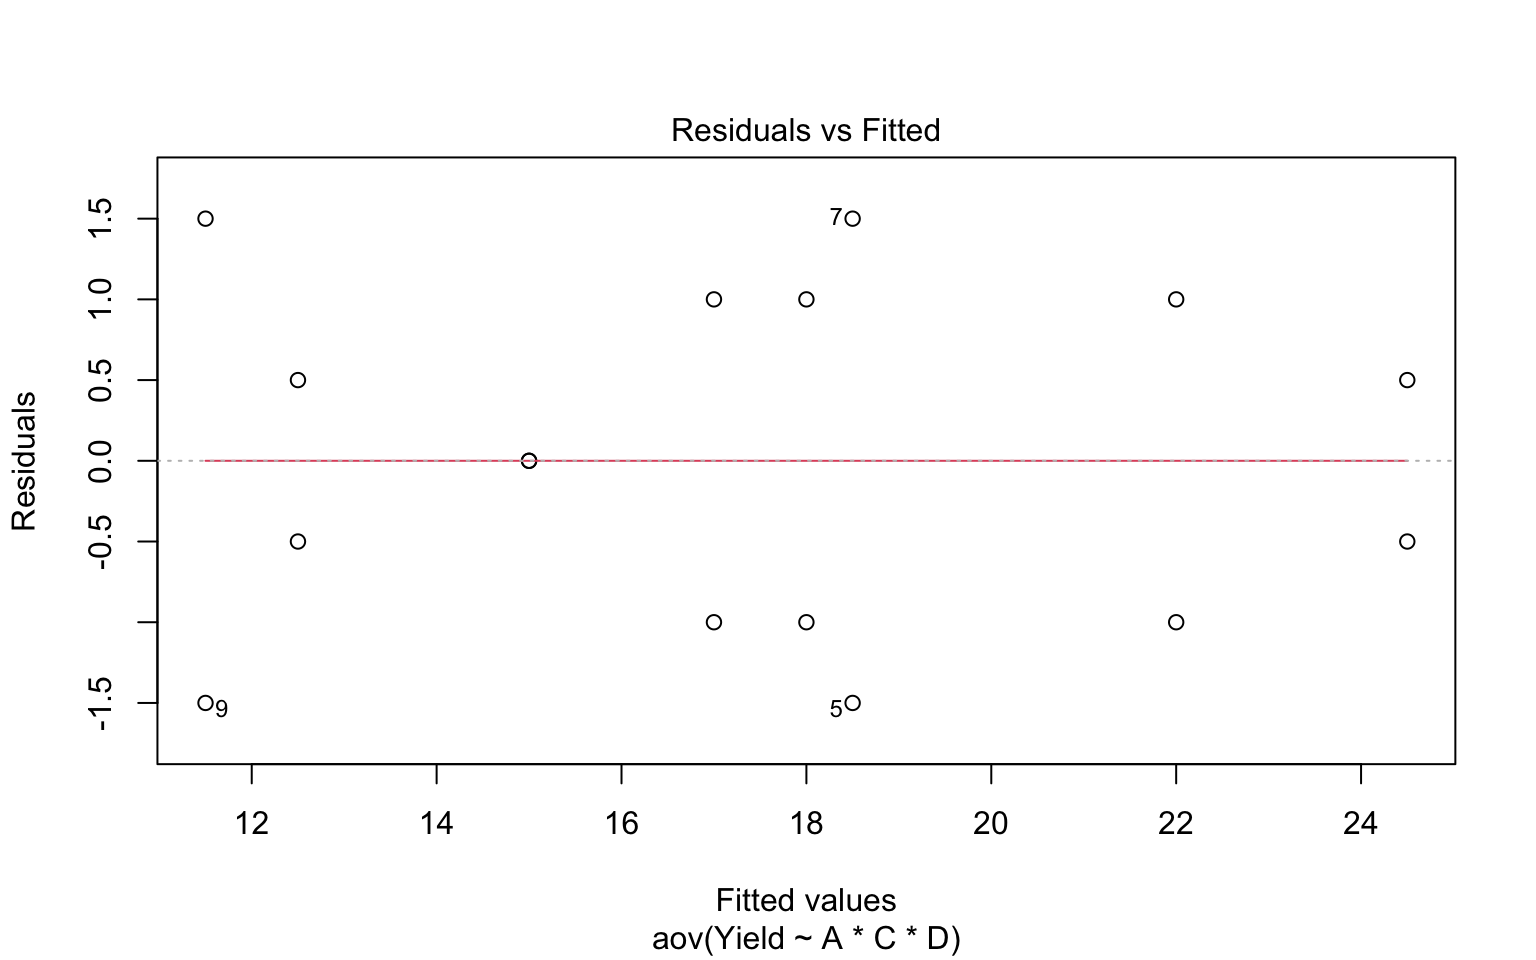 Residuals vs Fitted
1.5
1.0
0.5
0.0
-0.5
-1.5
Residuals
7
9
5
12 14 16 18 20 22 24
Fitted values
aov(Yield ~ A * C * D)